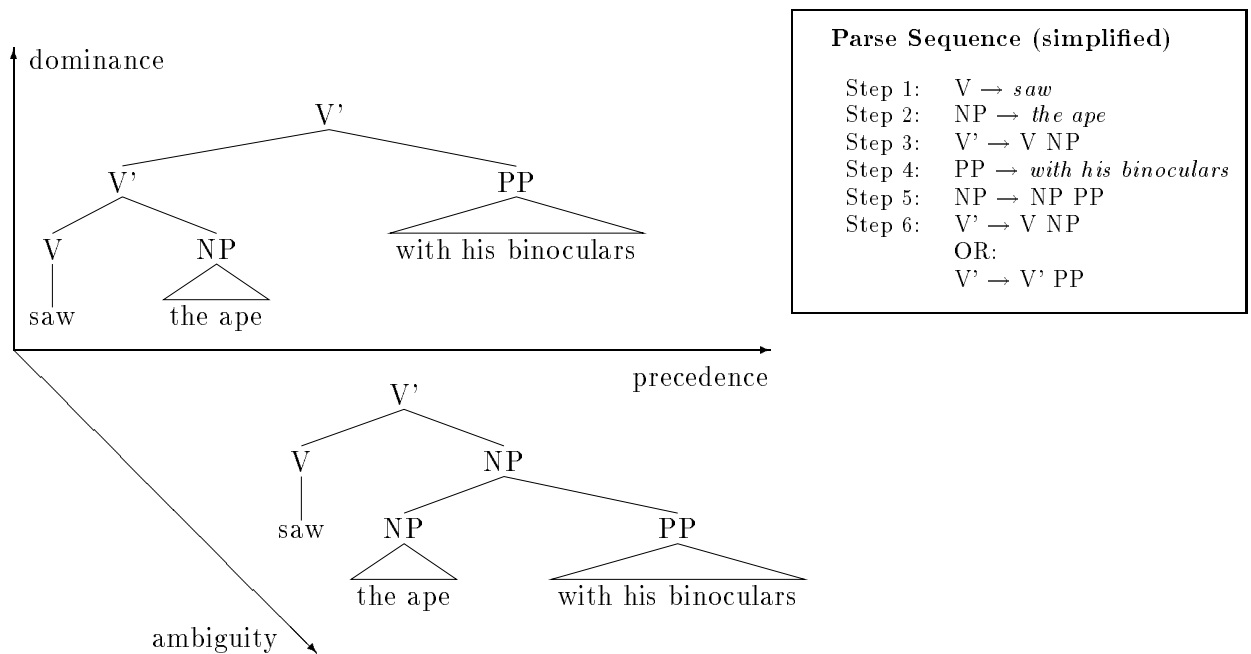 dominance
V'
V' PP
V NP with his binoculars
saw the ape
precedence
V'
V NP
saw NP PP
the ape with his binoculars
ambiguity
Parse Sequence (simplified)
Step 1: V → saw
Step 2: NP → the ape
Step 3: V' → V NP
Step 4: PP → with his binoculars
Step 5: NP → NP PP
Step 6: V' → V NP
OR:
V' → V' PP